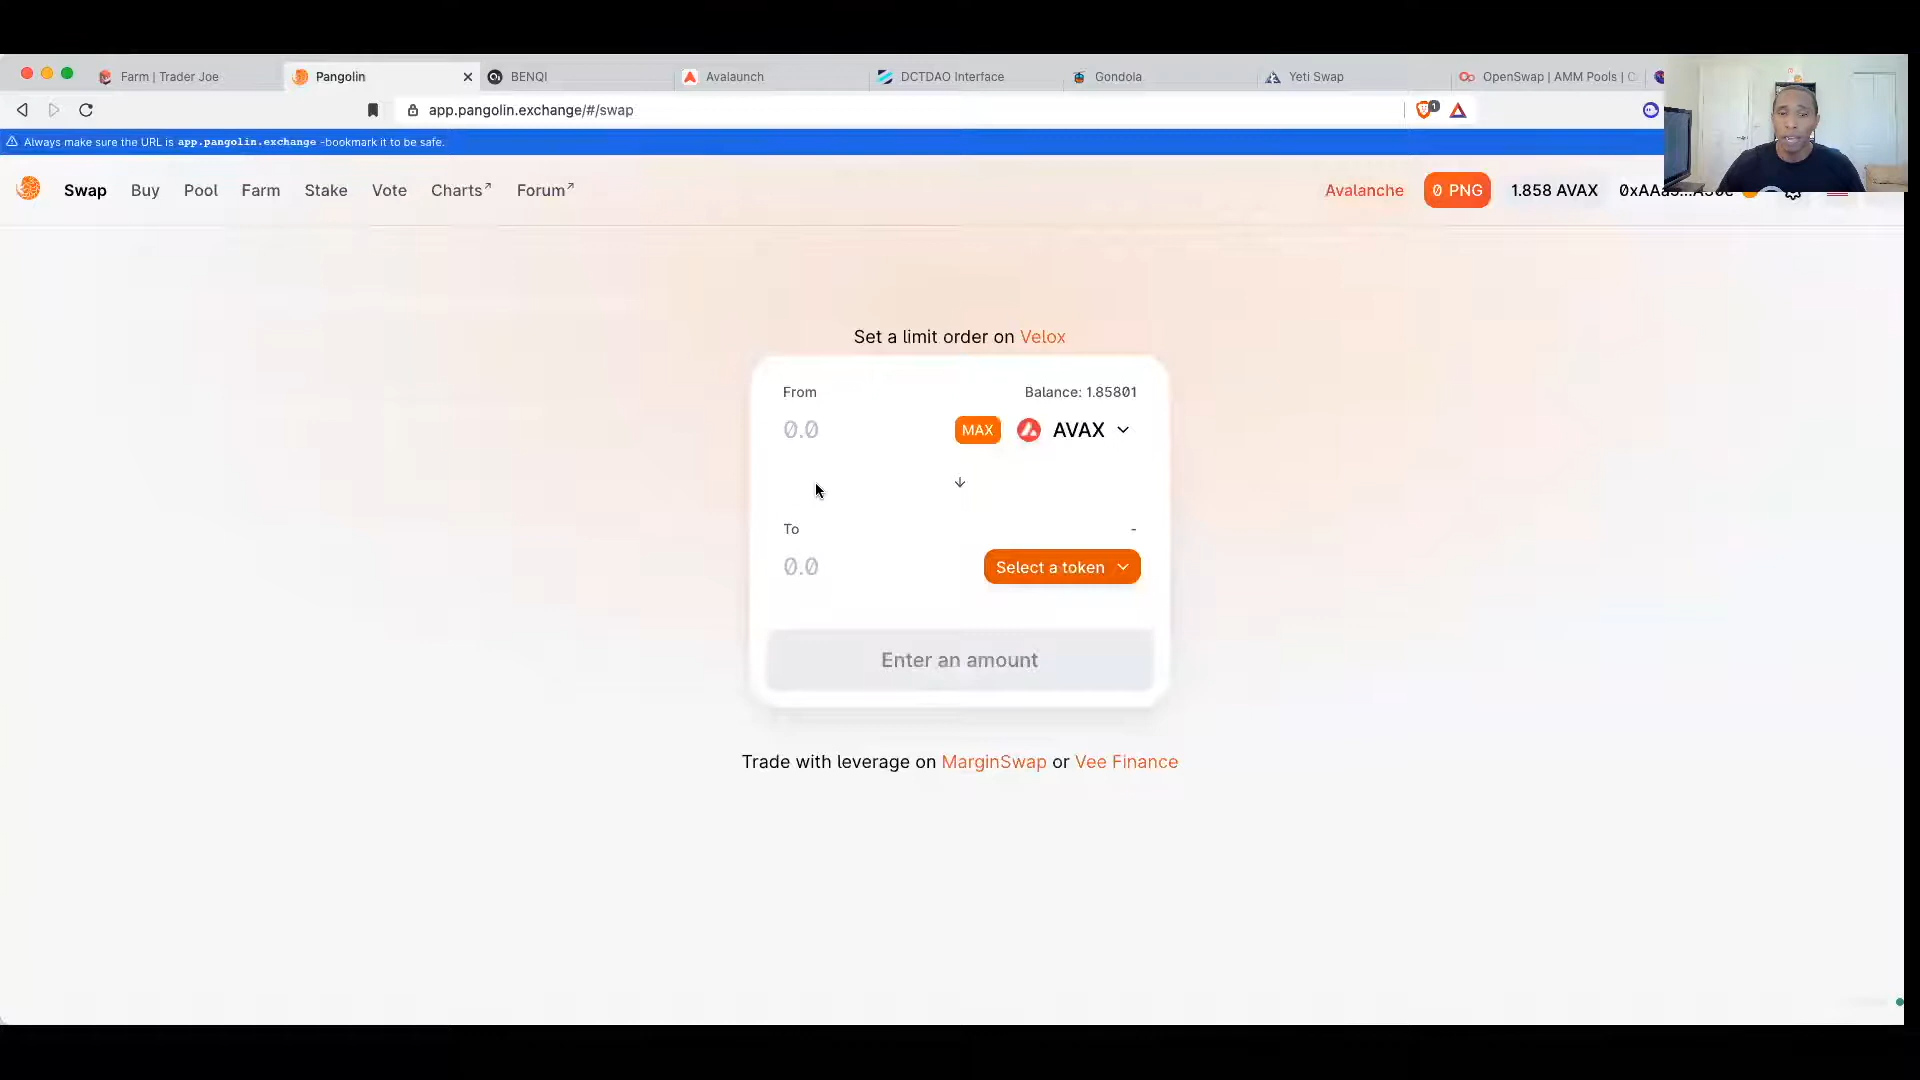 Farm | Trader Joe
Pangolin
BENQI
Avalaunch
DCTDAO Interface
Gondola
Yeti Swap
OpenSwap | AMM Pools | C
app.pangolin.exchange/#/swap
1
Always make sure the URL is app.pangolin.exchange -bookmark it to be safe.
Swap Buy Pool Farm Stake Vote Charts↗ Forum↗
Avalanche 0 PNG 1.858 AVAX
Set a limit order on Velox
From Balance: 1.85801
0.0 MAX AVAX
To -
0.0 Select a token
Enter an amount
Trade with leverage on MarginSwap or Vee Finance